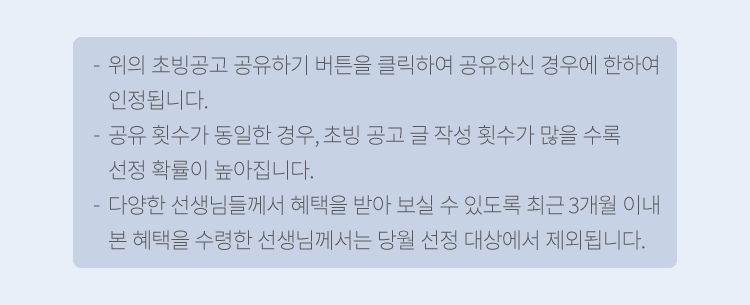 - 위의 초빙공고 공유하기 버튼을 클릭하여 공유하신 경우에 한하여
인정됩니다.
- 공유 횟수가 동일한 경우, 초빙 공고 글 작성 횟수가 많을 수록
선정 확률이 높아집니다.
- 다양한 선생님들께서 혜택을 받아 보실 수 있도록 최근 3개월 이내
본 혜택을 수령한 선생님께서는 당월 선정 대상에서 제외됩니다.